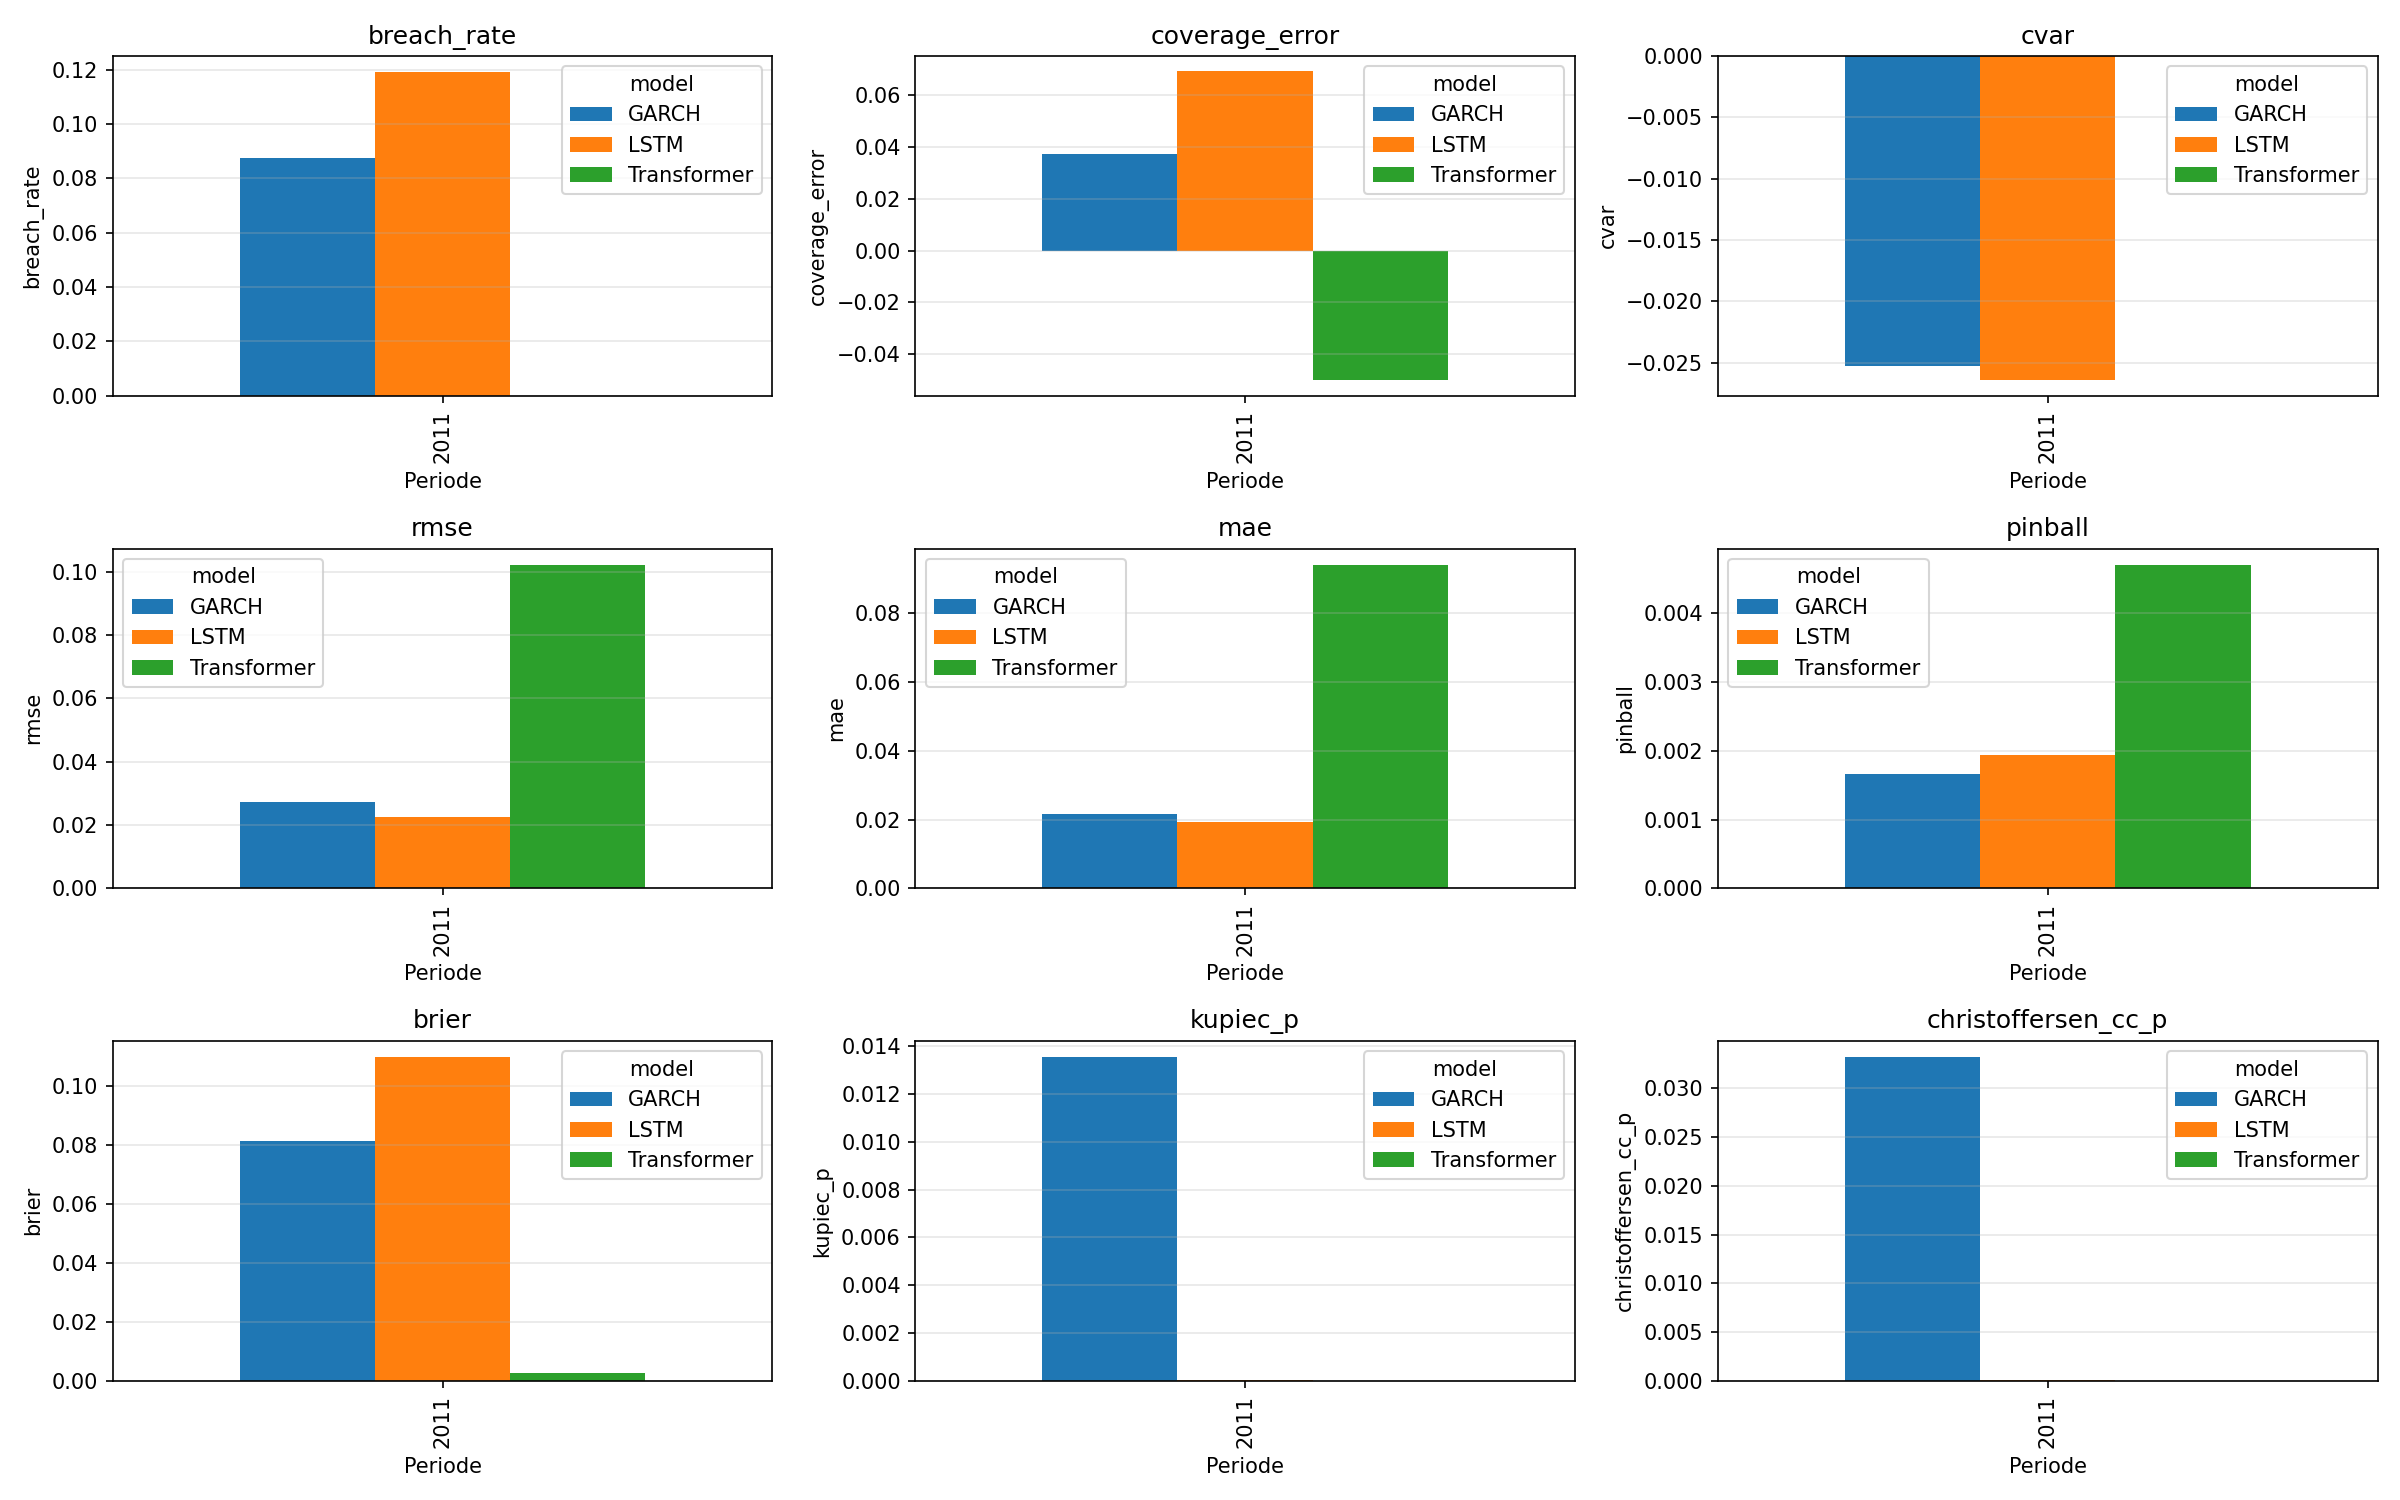 breach_rate
0.12
0.10
0.08
0.06
0.04
0.02
0.00
breach_rate
model
GARCH
LSTM
Transformer
2011
Periode
coverage_error
0.06
0.04
0.02
0.00
−0.02
−0.04
coverage_error
model
GARCH
LSTM
Transformer
2011
Periode
cvar
0.000
−0.005
−0.010
−0.015
−0.020
−0.025
cvar
model
GARCH
LSTM
Transformer
2011
Periode
rmse
0.10
0.08
0.06
0.04
0.02
0.00
rmse
model
GARCH
LSTM
Transformer
2011
Periode
mae
0.08
0.06
0.04
0.02
0.00
mae
model
GARCH
LSTM
Transformer
2011
Periode
pinball
0.004
0.003
0.002
0.001
0.000
pinball
model
GARCH
LSTM
Transformer
2011
Periode
brier
0.10
0.08
0.06
0.04
0.02
0.00
brier
model
GARCH
LSTM
Transformer
2011
Periode
kupiec_p
0.014
0.012
0.010
0.008
0.006
0.004
0.002
0.000
kupiec_p
model
GARCH
LSTM
Transformer
2011
Periode
christoffersen_cc_p
0.030
0.025
0.020
0.015
0.010
0.005
0.000
christoffersen_cc_p
model
GARCH
LSTM
Transformer
2011
Periode